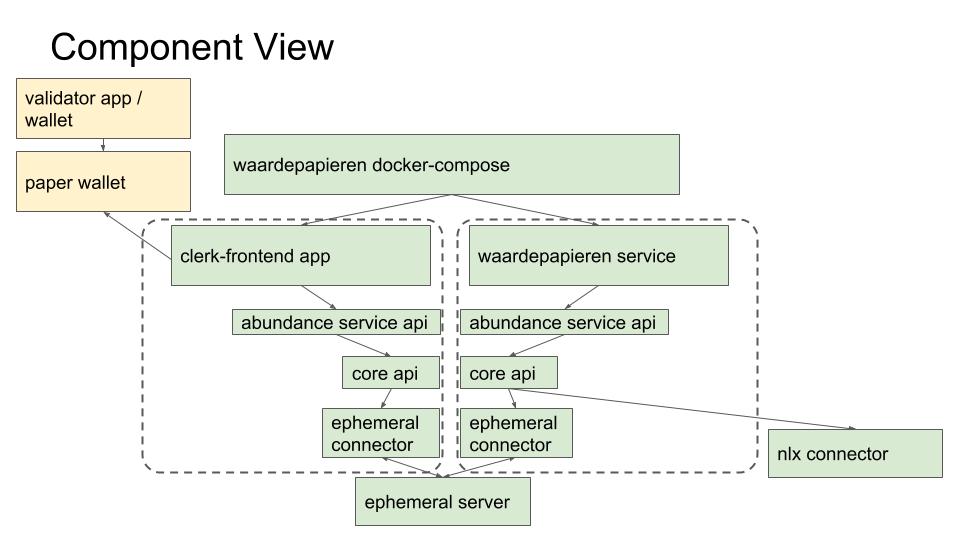 Component View
validator app /
wallet
paper wallet
waardepapieren docker-compose
clerk-frontend app
waardepapieren service
abundance service api
abundance service api
core api
core api
ephemeral
connector
ephemeral
connector
nlx connector
ephemeral server